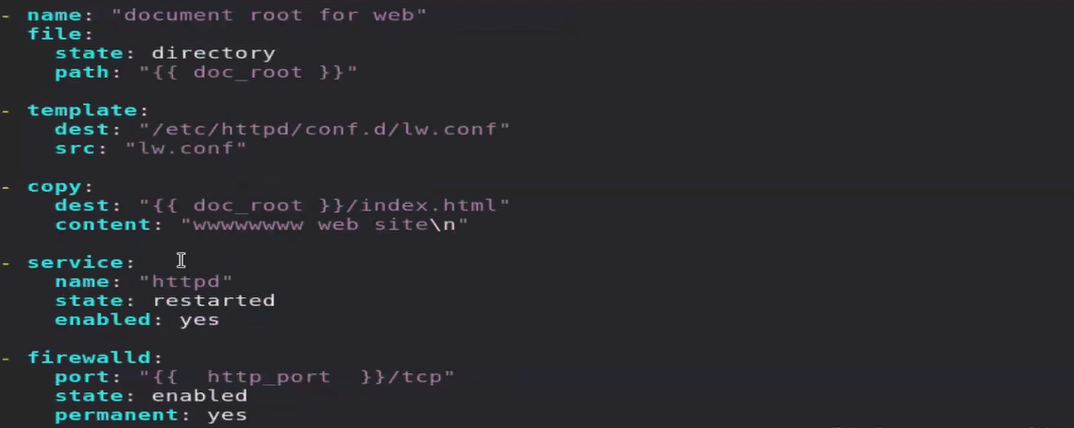 - name: "document root for web"
  file:
    state: directory
    path: "{{ doc_root }}"
- template:
    dest: "/etc/httpd/conf.d/lw.conf"
    src: "lw.conf"
- copy:
    dest: "{{ doc_root }}/index.html"
    content: "wwwwwwww web site\n"
- service:
    name: "httpd"
    state: restarted
    enabled: yes
- firewalld:
    port: "{{  http_port  }}/tcp"
    state: enabled
    permanent: yes